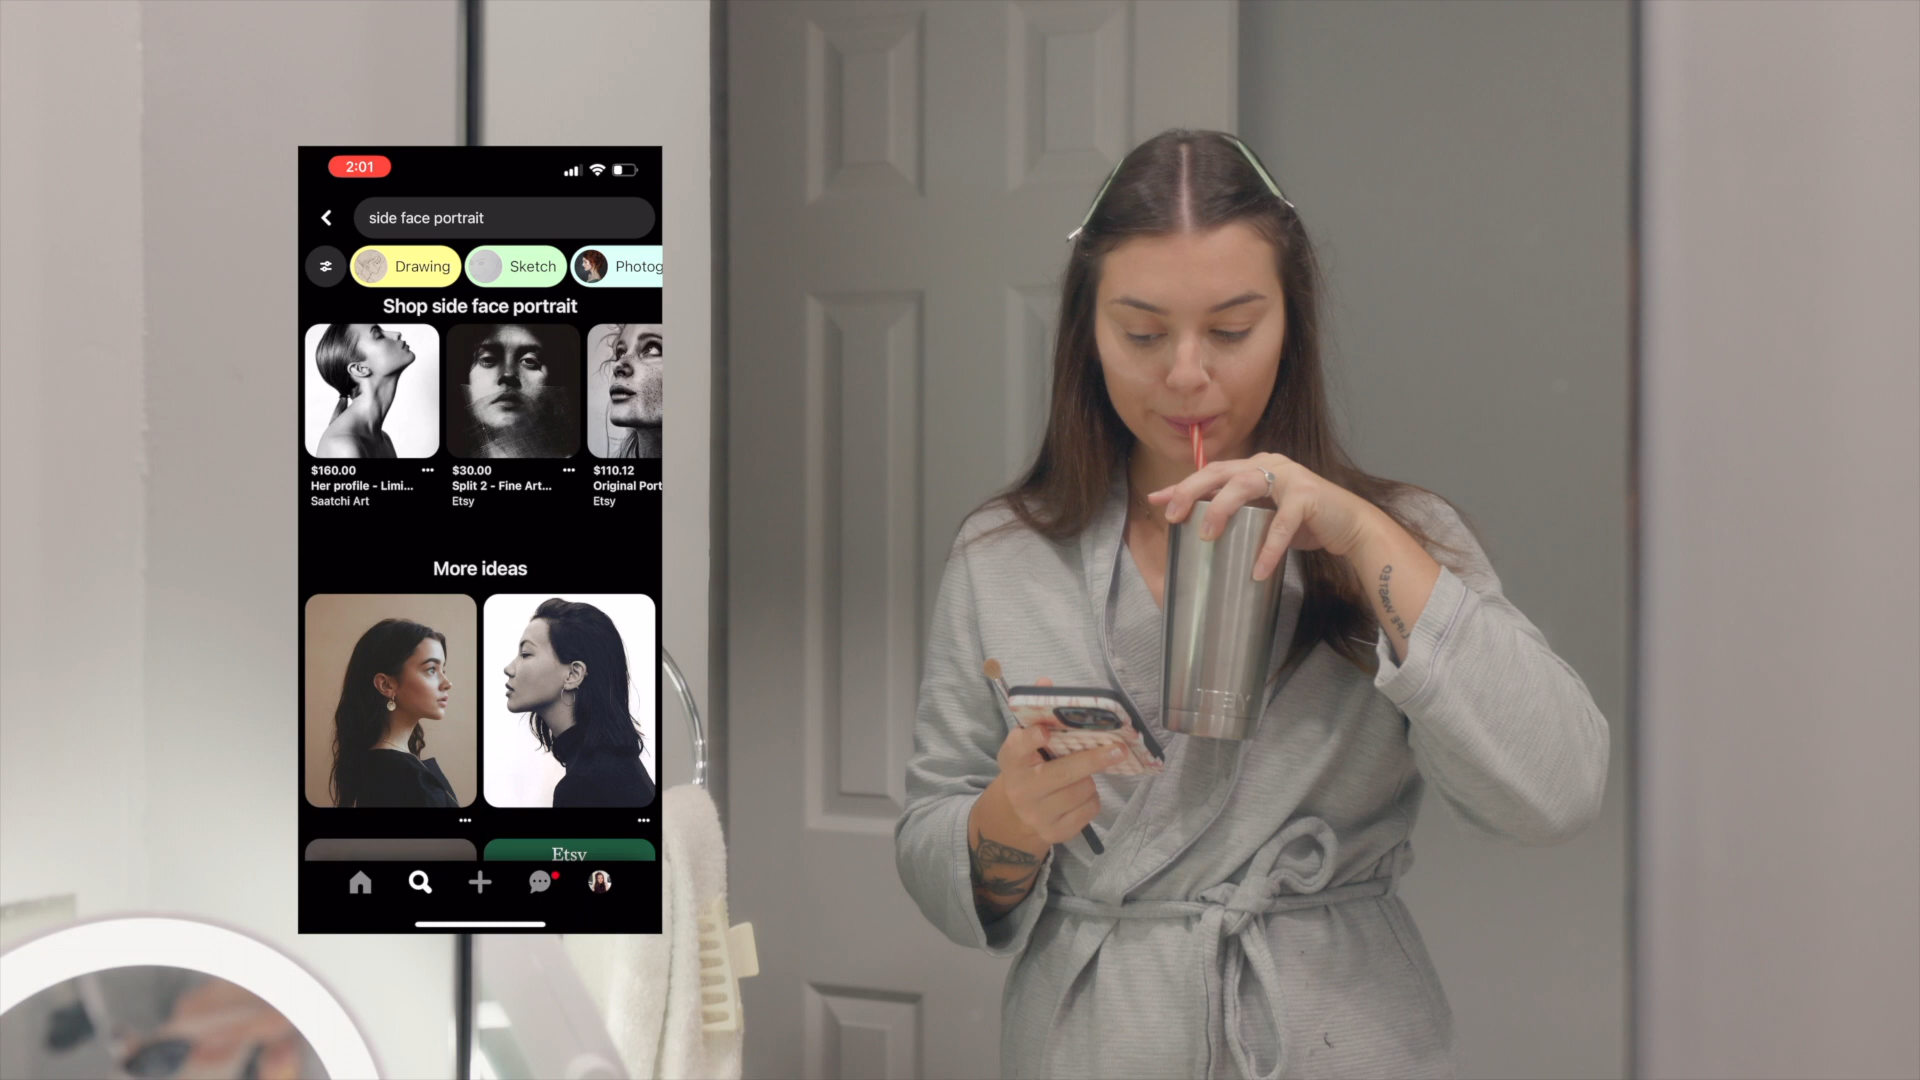 2:01
side face portrait
Drawing
Sketch
Photog
Shop side face portrait
$160.00
Her profile - Limi...
Saatchi Art
$30.00
Split 2 - Fine Art...
Etsy
$110.12
Original Port
Etsy
More ideas
Etsy